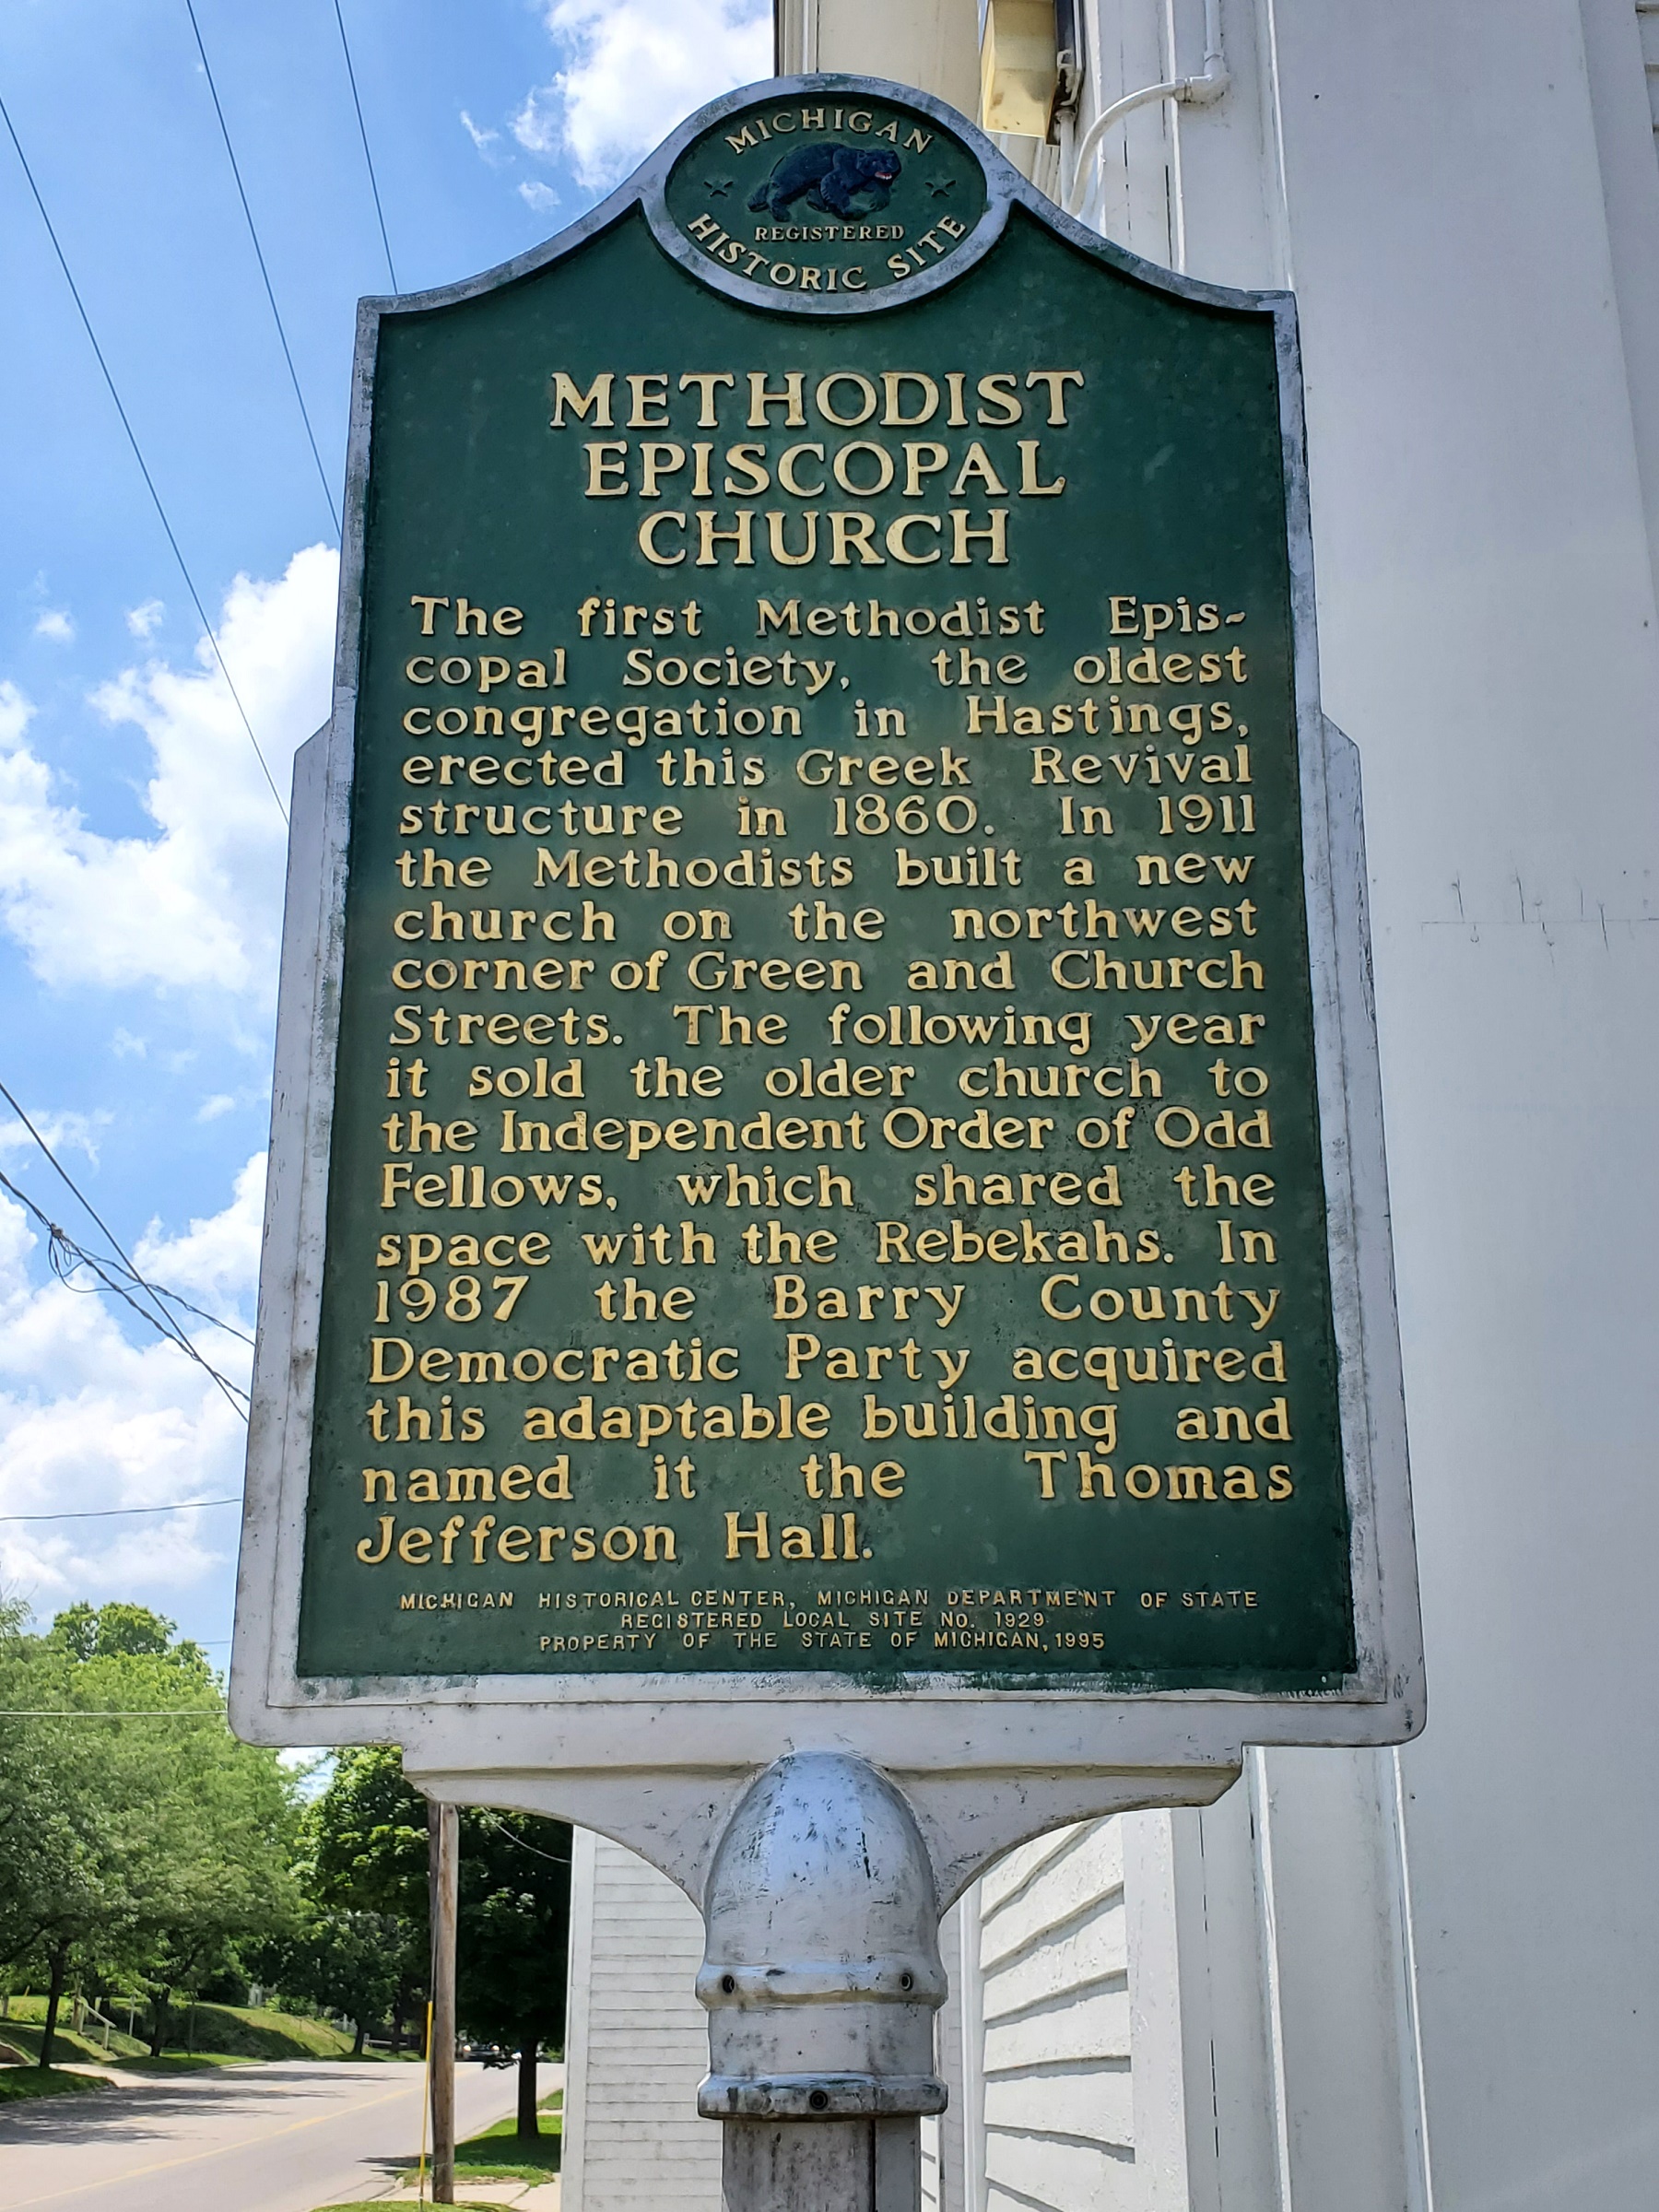 MICHIGAN
REGISTERED
HISTORIC SITE
METHODIST
EPISCOPAL
CHURCH
The first Methodist Epis-
copal Society, the oldest
congregation in Hastings,
erected this Greek Revival
structure in 1860. In 1911
the Methodists built a new
church on the northwest
corner of Green and Church
Streets. The following year
it sold the older church to
the Independent Order of Odd
Fellows, which shared the
space with the Rebekahs. In
1987 the Barry County
Democratic Party acquired
this adaptable building and
named it the Thomas
Jefferson Hall.
MICHIGAN HISTORICAL CENTER, MICHIGAN DEPARTMENT OF STATE
REGISTERED LOCAL SITE NO. 1929
PROPERTY OF THE STATE OF MICHIGAN, 1995